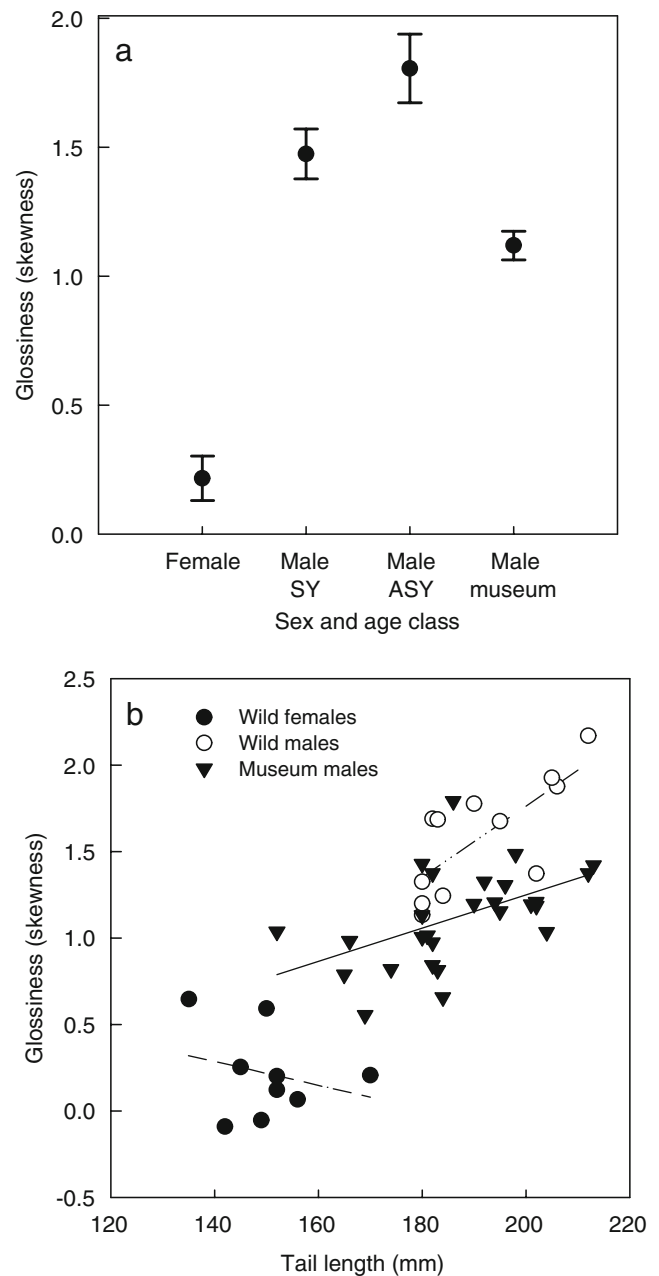 a
Glossiness (skewness)
2.0
1.5
1.0
0.5
0.0
Female
Male
SY
Male
ASY
Male
museum
Sex and age class
b
Wild females
Wild males
Museum males
Glossiness (skewness)
2.5
2.0
1.5
1.0
0.5
0.0
-0.5
120 140 160 180 200 220
Tail length (mm)